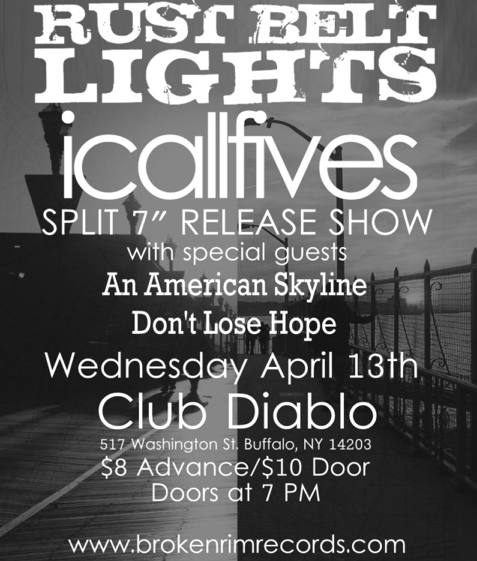 RUST BELT
LIGHTS
icallfives
SPLIT 7" RELEASE SHOW
with special guests
An American Skyline
Don't Lose Hope
Wednesday April 13th
Club Diablo
517 Washington St. Buffalo, NY 14203
$8 Advance/$10 Door
Doors at 7 PM
www.brokenrimrecords.com